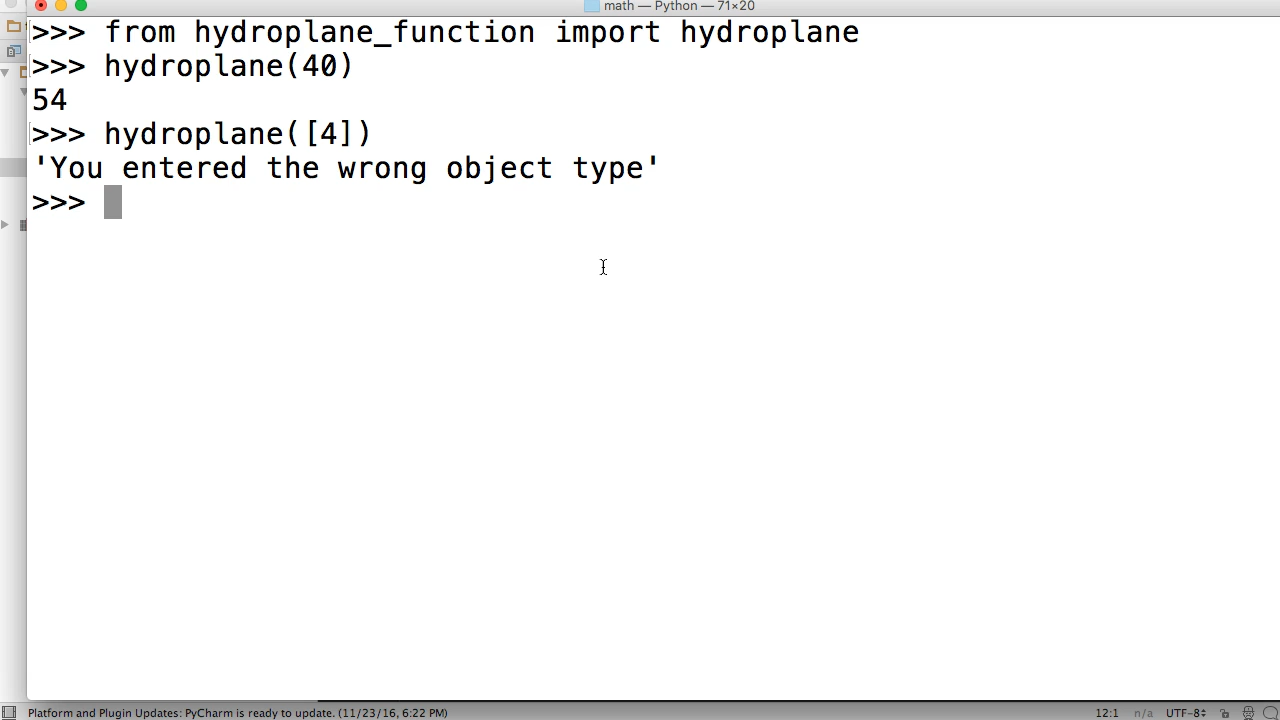 math — Python — 71×20
>>> from hydroplane_function import hydroplane
>>> hydroplane(40)
54
>>> hydroplane([4])
'You entered the wrong object type'
>>>
Platform and Plugin Updates: PyCharm is ready to update. (11/23/16, 6:22 PM) 12:1 n/a UTF-8